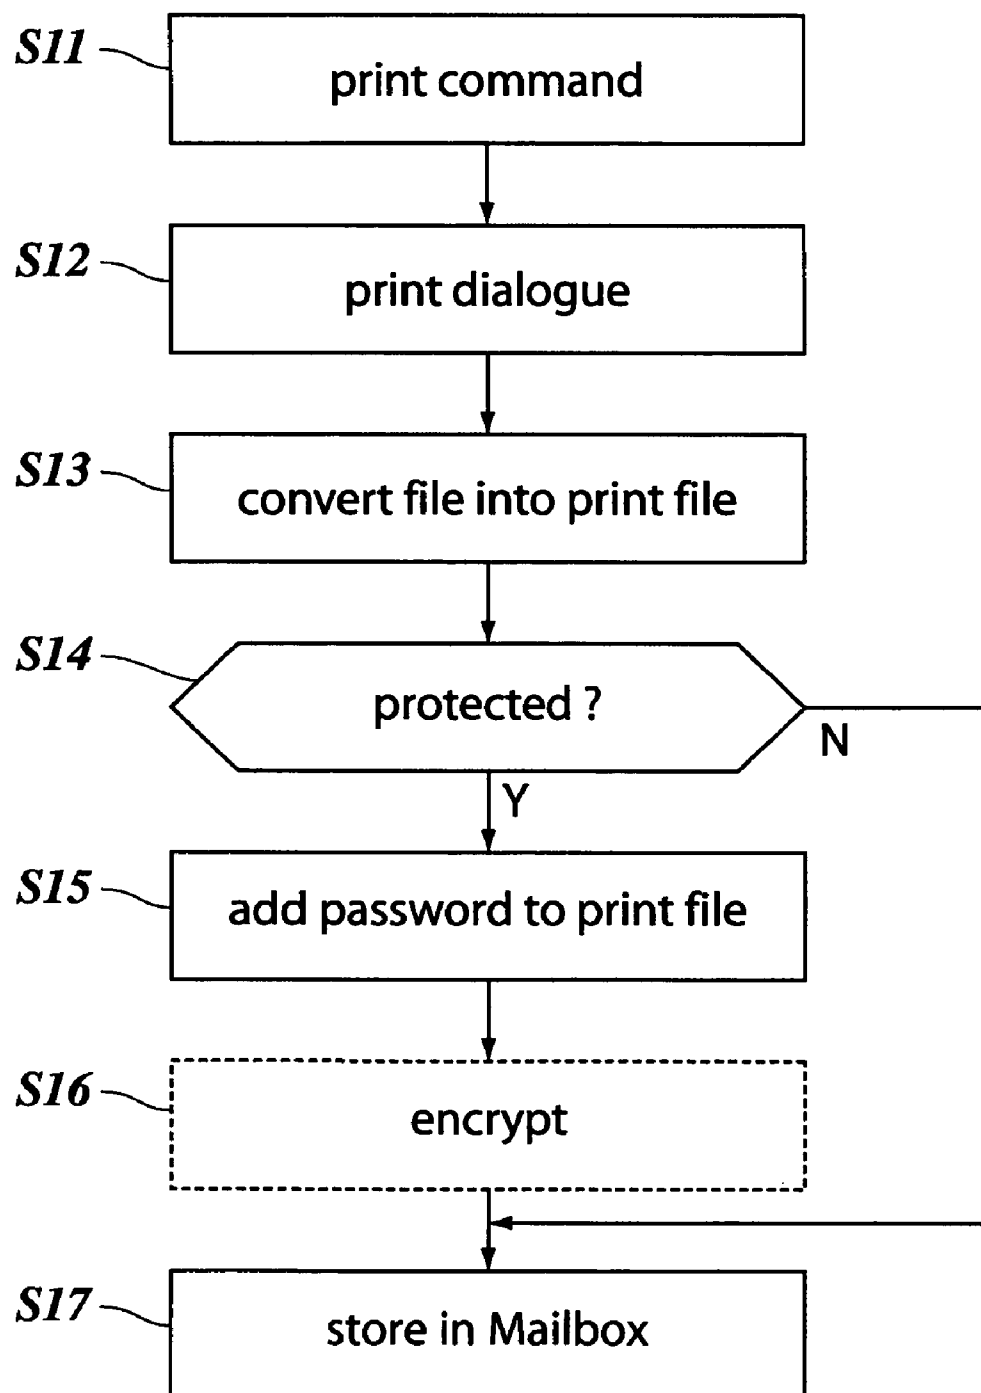 S11
print command
S12
print dialogue
S13
convert file into print file
S14
protected ?
N
Y
S15
add password to print file
S16
encrypt
S17
store in Mailbox